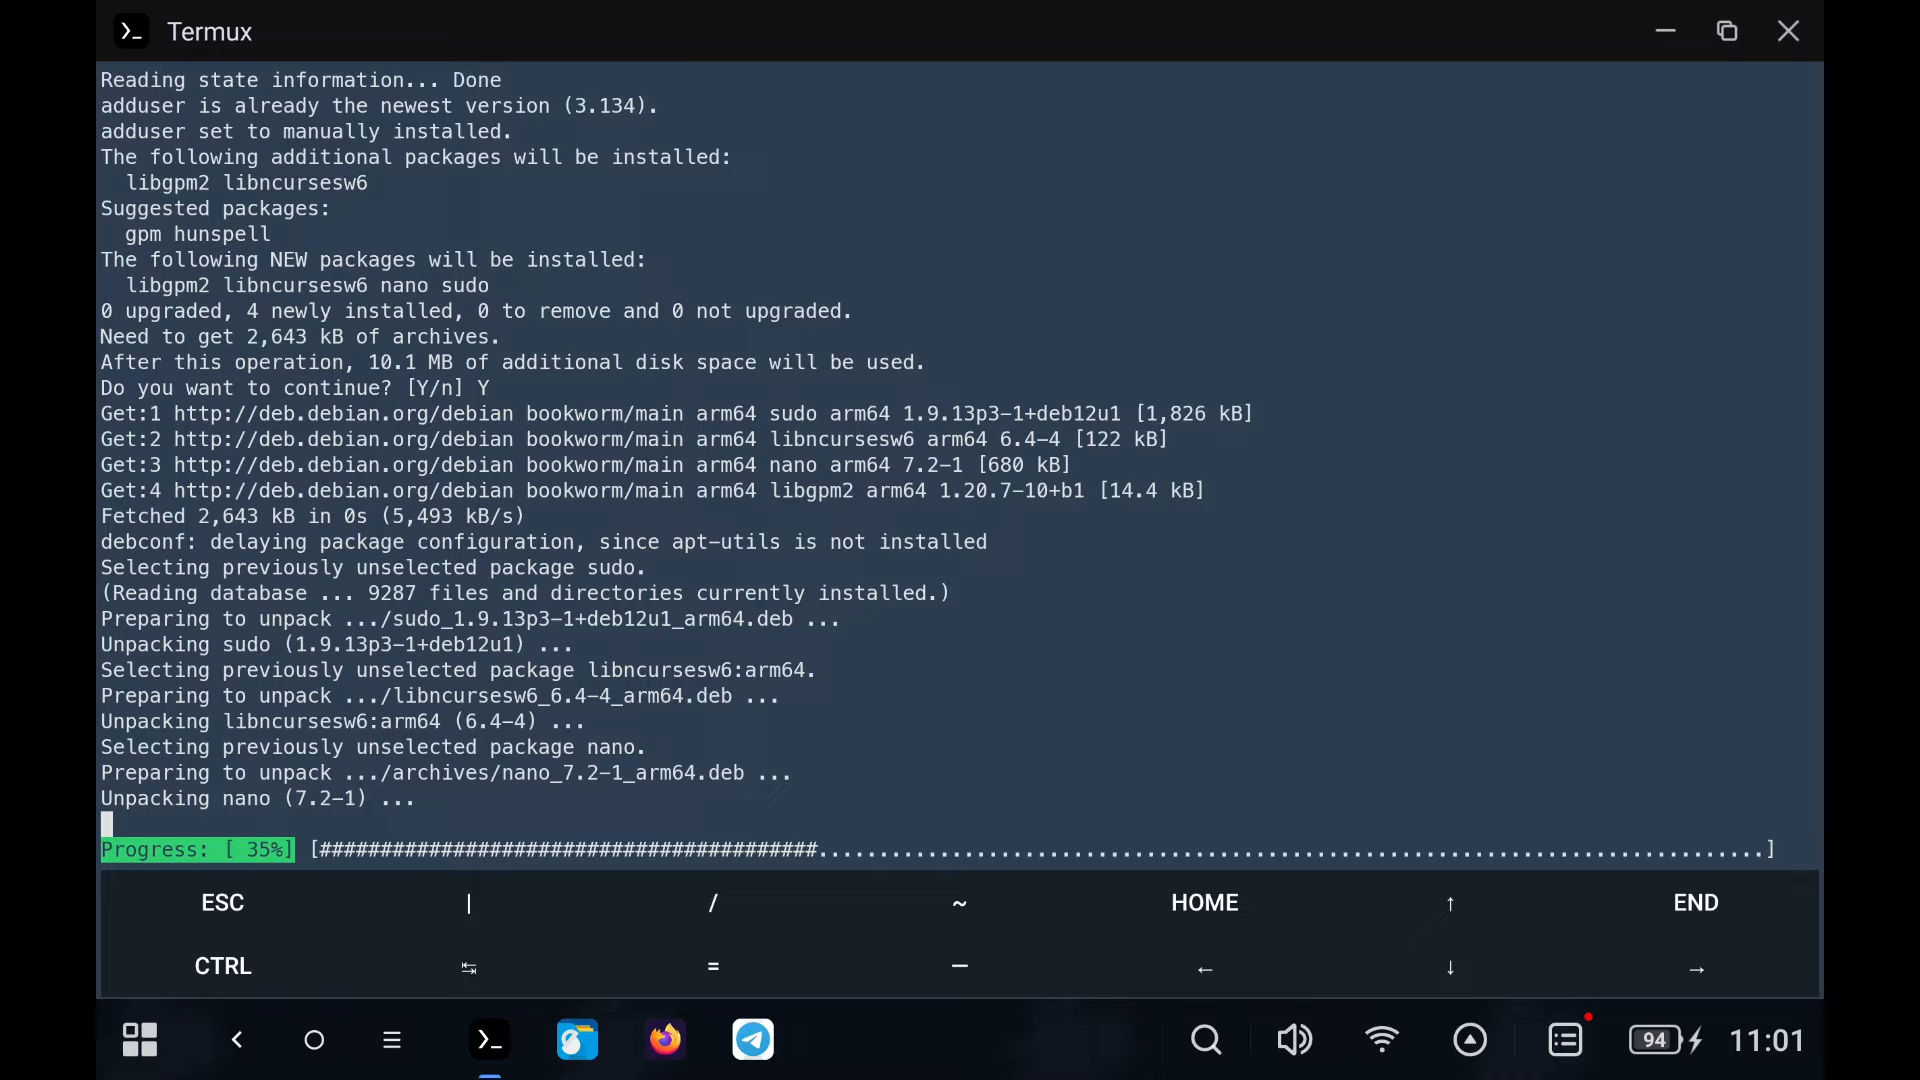 Termux
Reading state information... Done
adduser is already the newest version (3.134).
adduser set to manually installed.
The following additional packages will be installed:
  libgpm2 libncursesw6
Suggested packages:
  gpm hunspell
The following NEW packages will be installed:
  libgpm2 libncursesw6 nano sudo
0 upgraded, 4 newly installed, 0 to remove and 0 not upgraded.
Need to get 2,643 kB of archives.
After this operation, 10.1 MB of additional disk space will be used.
Do you want to continue? [Y/n] Y
Get:1 http://deb.debian.org/debian bookworm/main arm64 sudo arm64 1.9.13p3-1+deb12u1 [1,826 kB]
Get:2 http://deb.debian.org/debian bookworm/main arm64 libncursesw6 arm64 6.4-4 [122 kB]
Get:3 http://deb.debian.org/debian bookworm/main arm64 nano arm64 7.2-1 [680 kB]
Get:4 http://deb.debian.org/debian bookworm/main arm64 libgpm2 arm64 1.20.7-10+b1 [14.4 kB]
Fetched 2,643 kB in 0s (5,493 kB/s)
debconf: delaying package configuration, since apt-utils is not installed
Selecting previously unselected package sudo.
(Reading database ... 9287 files and directories currently installed.)
Preparing to unpack .../sudo_1.9.13p3-1+deb12u1_arm64.deb ...
Unpacking sudo (1.9.13p3-1+deb12u1) ...
Selecting previously unselected package libncursesw6:arm64.
Preparing to unpack .../libncursesw6_6.4-4_arm64.deb ...
Unpacking libncursesw6:arm64 (6.4-4) ...
Selecting previously unselected package nano.
Preparing to unpack .../archives/nano_7.2-1_arm64.deb ...
Unpacking nano (7.2-1) ...
Progress: [ 35%] [#########################################..............................................................................]
ESC | / ~ HOME ↑ END
CTRL ↹ = — ← ↓ →
94 11:01